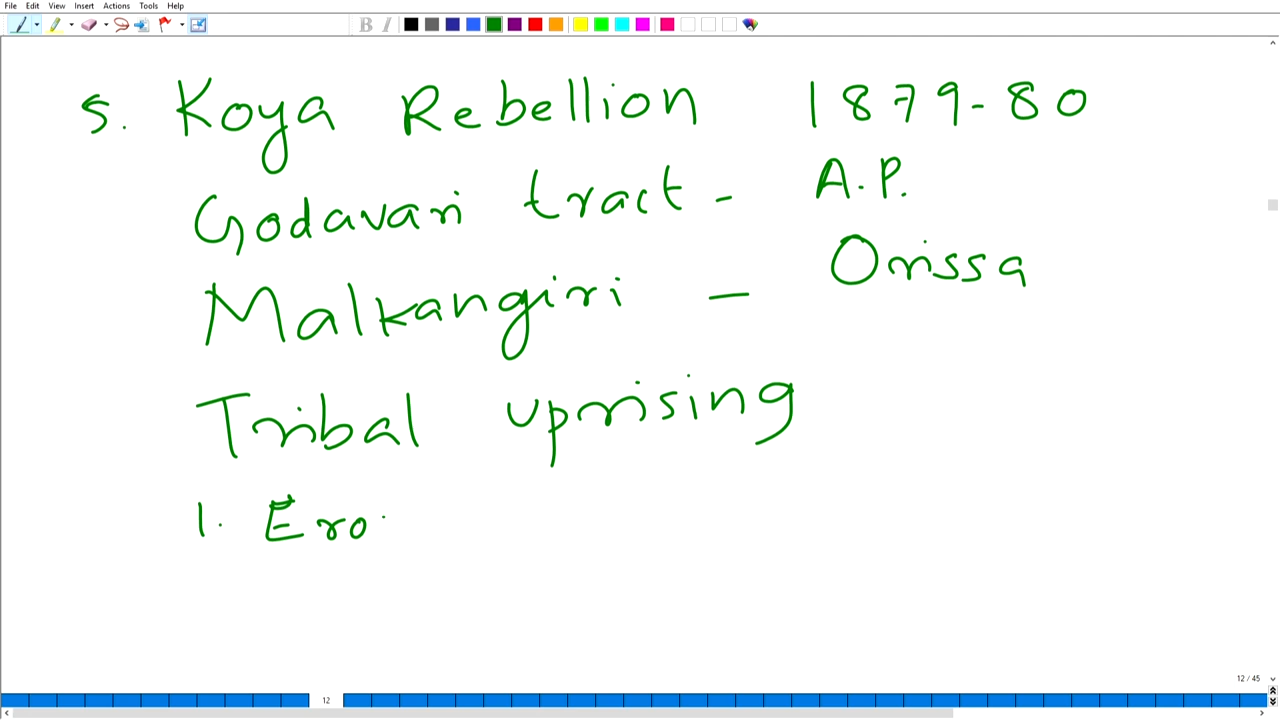 File Edit View Insert Actions Tools Help
B I
5. Koya Rebellion 1879-80
Godavari tract - A.P.
Malkangiri - Orissa
Tribal uprising
1. Ero
12 / 45
12